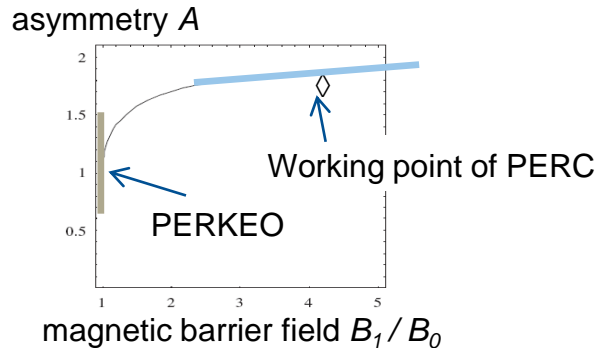 asymmetry A
2
1.5
Working point of PERC
1
PERKEO
0.5
1 2 3 4 5
magnetic barrier field B₁ / B₀